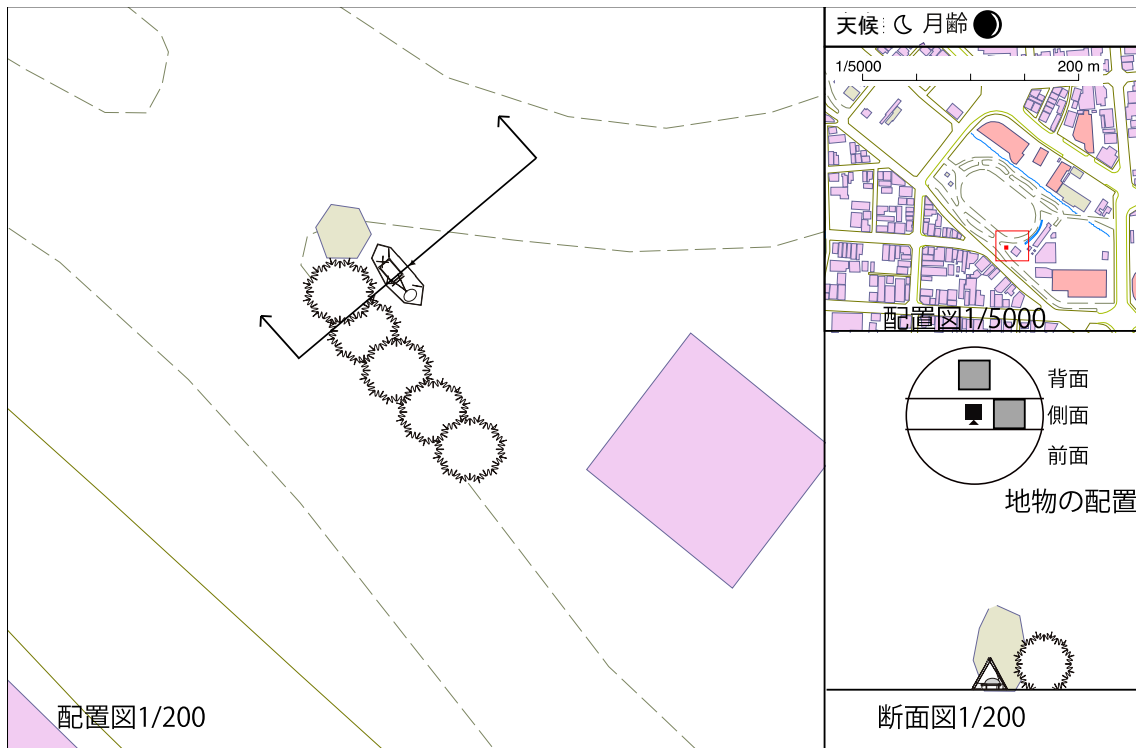 天候: 月齢
1/5000 200 m
配置図1/5000
背面
側面
前面
地物の配置
配置図1/200
断面図1/200